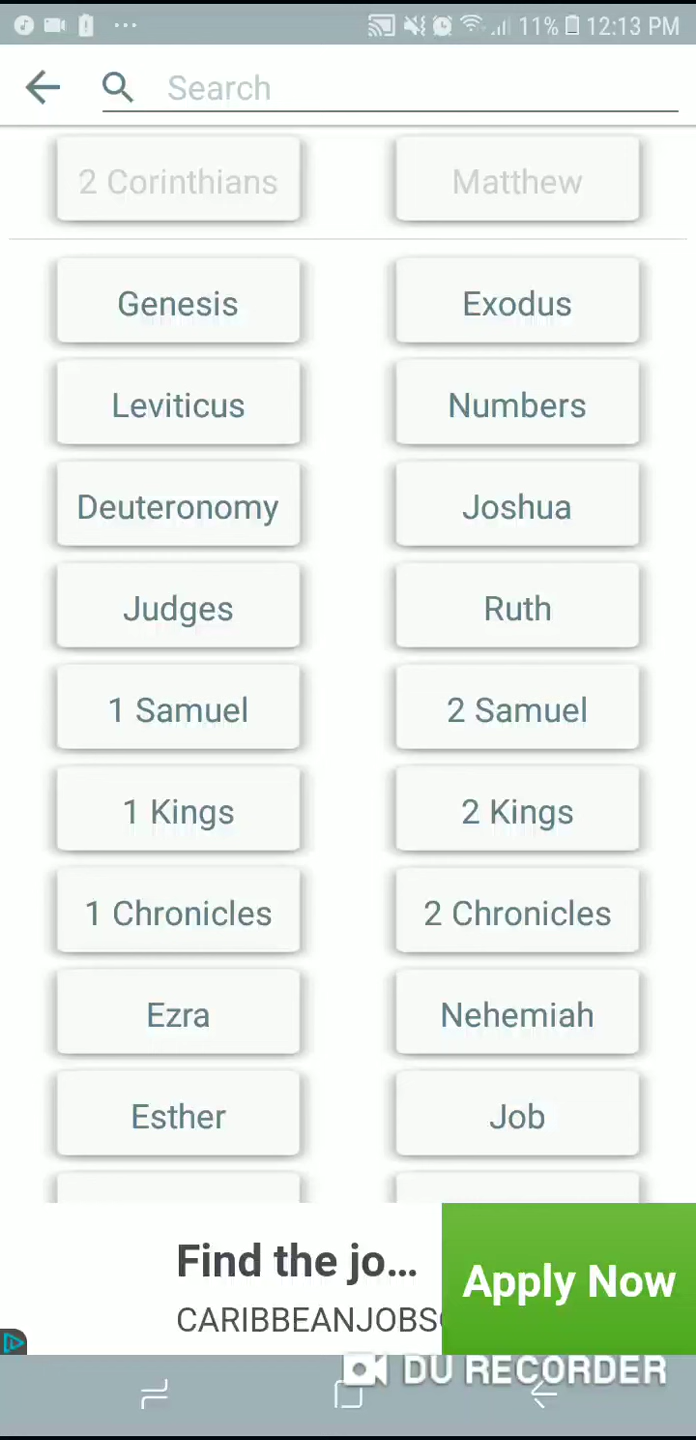 11% 12:13 PM
Search
2 Corinthians Matthew
Genesis Exodus
Leviticus Numbers
Deuteronomy Joshua
Judges Ruth
1 Samuel 2 Samuel
1 Kings 2 Kings
1 Chronicles 2 Chronicles
Ezra Nehemiah
Esther Job
Find the jo... Apply Now
CARIBBEANJOBS
DU RECORDER